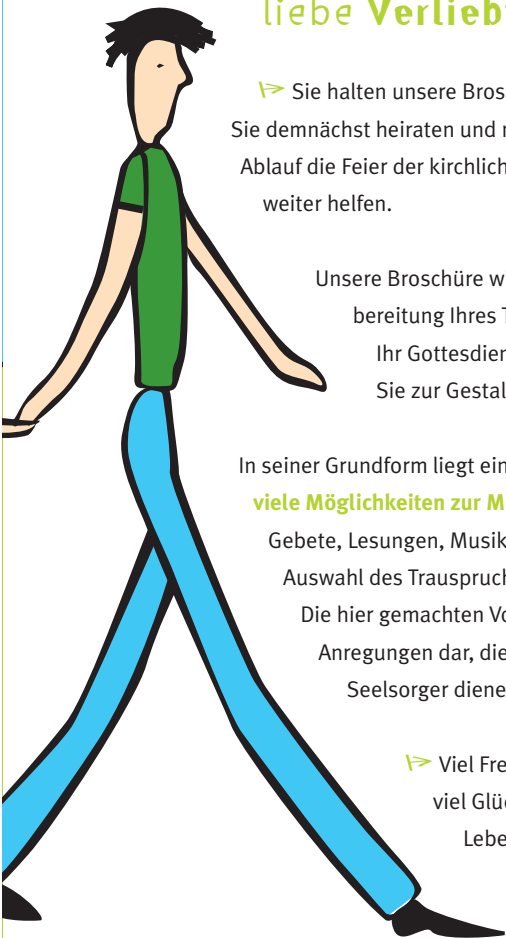 liebe Verlieb
Sie halten unsere Bros
Sie demnächst heiraten und
Ablauf die Feier der kirchlich
weiter helfen.
Unsere Broschüre w
bereitung Ihres T
Ihr Gottesdien
Sie zur Gestal
In seiner Grundform liegt ein
viele Möglichkeiten zur M
Gebete, Lesungen, Musik
Auswahl des Trauspruch
Die hier gemachten Vo
Anregungen dar, die
Seelsorger diene
Viel Fre
viel Glü
Lebe